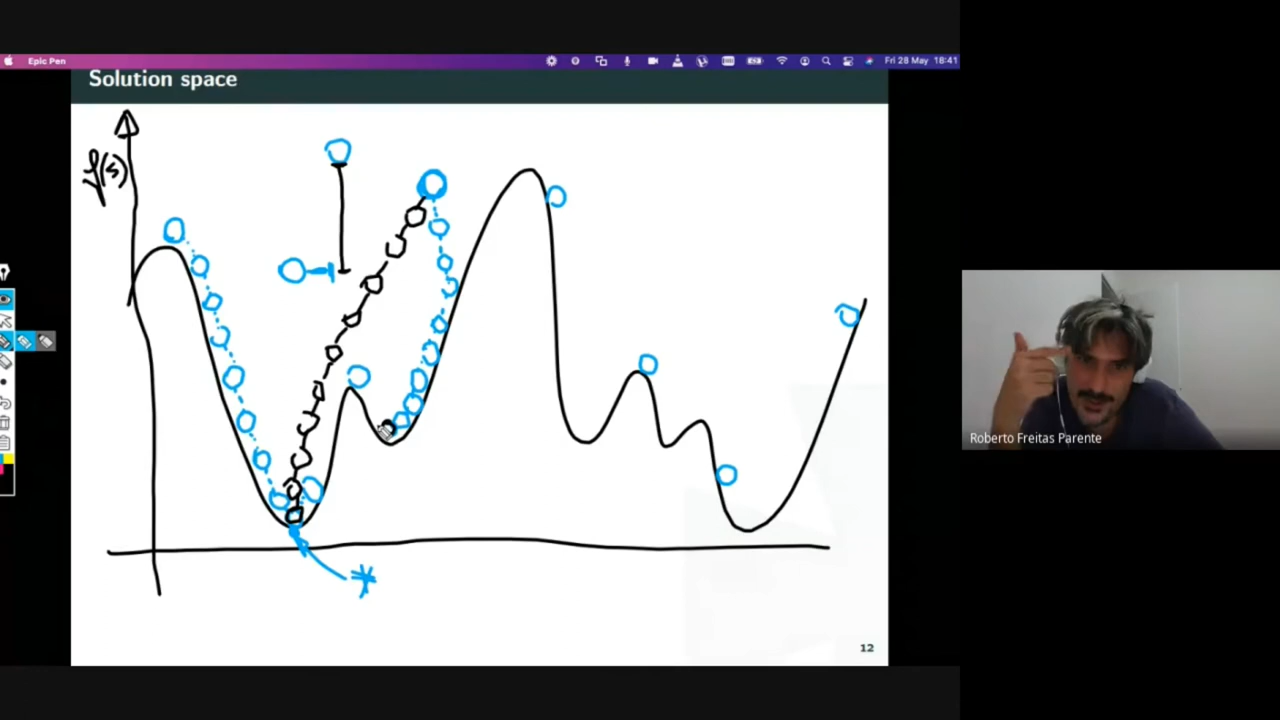 Epic Pen
Fri 28 May 18:41
Solution space
f(s)
*
Roberto Freitas Parente
12